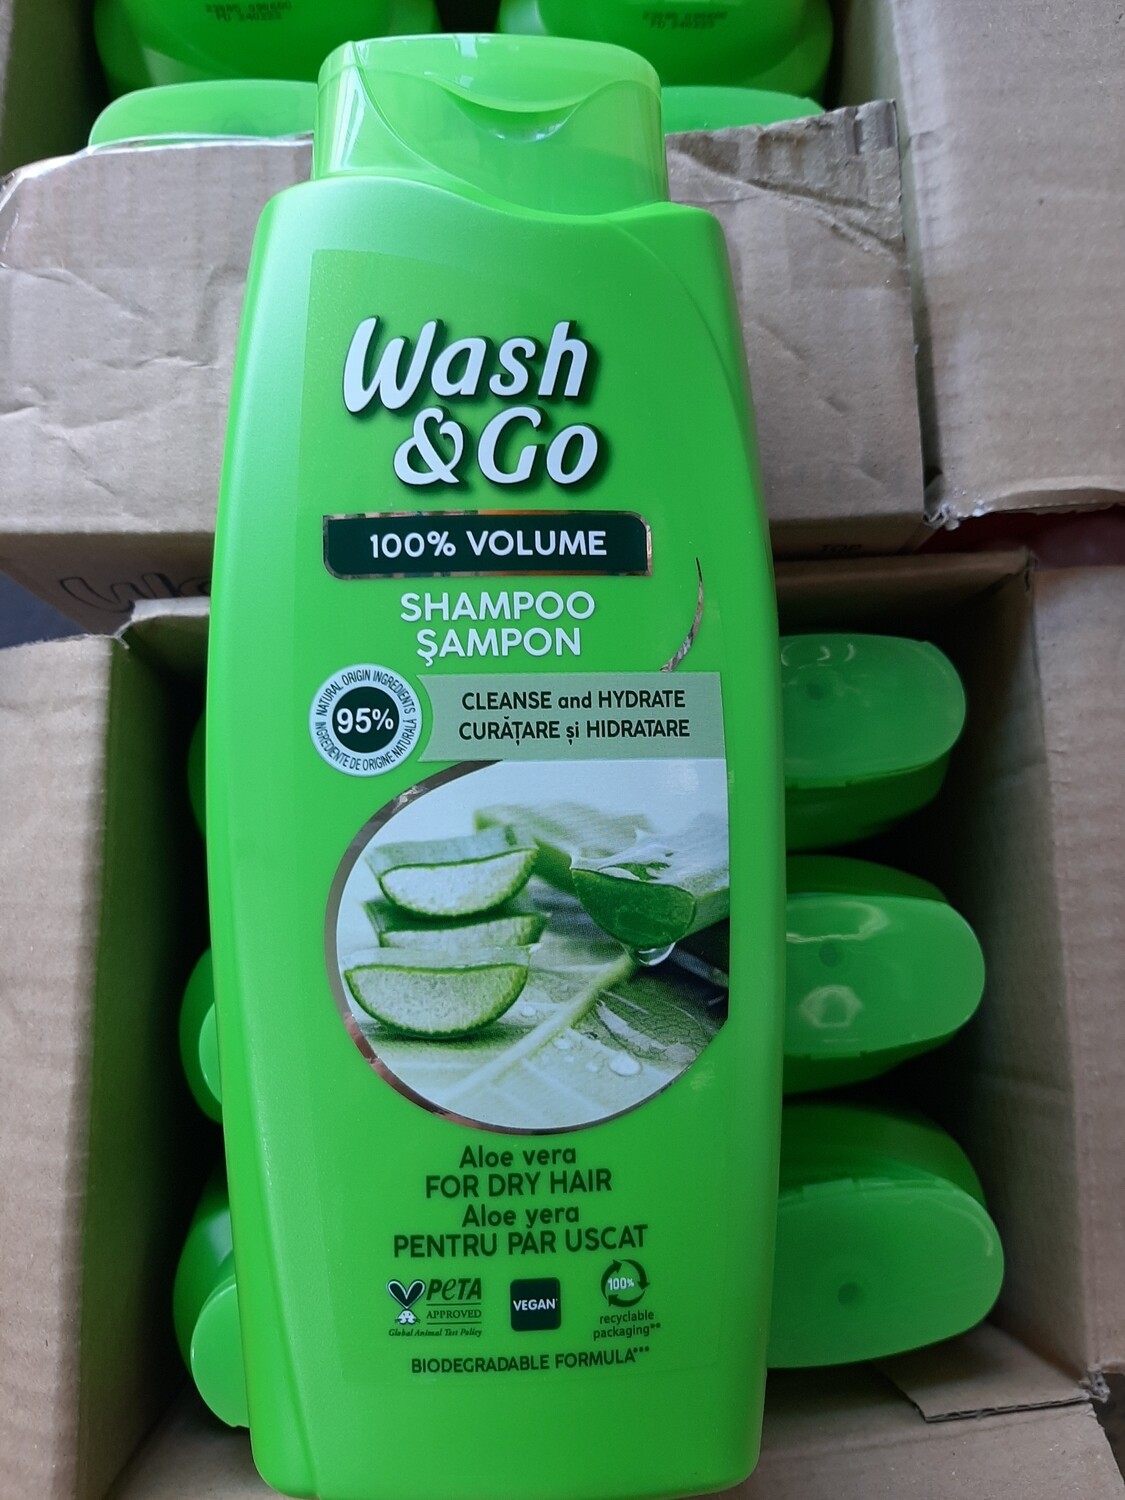 Wash
&Go
100% VOLUME
SHAMPOO
ŞAMPON
NATURAL ORIGIN INGREDIENTS
95%
INGREDIENTE DE ORIGINE NATURALĂ
CLEANSE and HYDRATE
CURĂȚARE și HIDRATARE
Aloe vera
FOR DRY HAIR
Aloe vera
PENTRU PAR USCAT
PETA
APPROVED
Global Animal Test Policy
VEGAN*
100%
recyclable
packaging**
BIODEGRADABLE FORMULA***
TOP